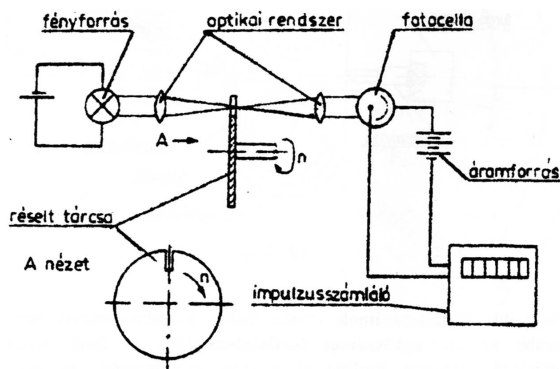 fényforrás
optikai rendszer
fotocella
A
n
áramforrás
réselt tárcsa
A nézet
n
impulzusszámláló